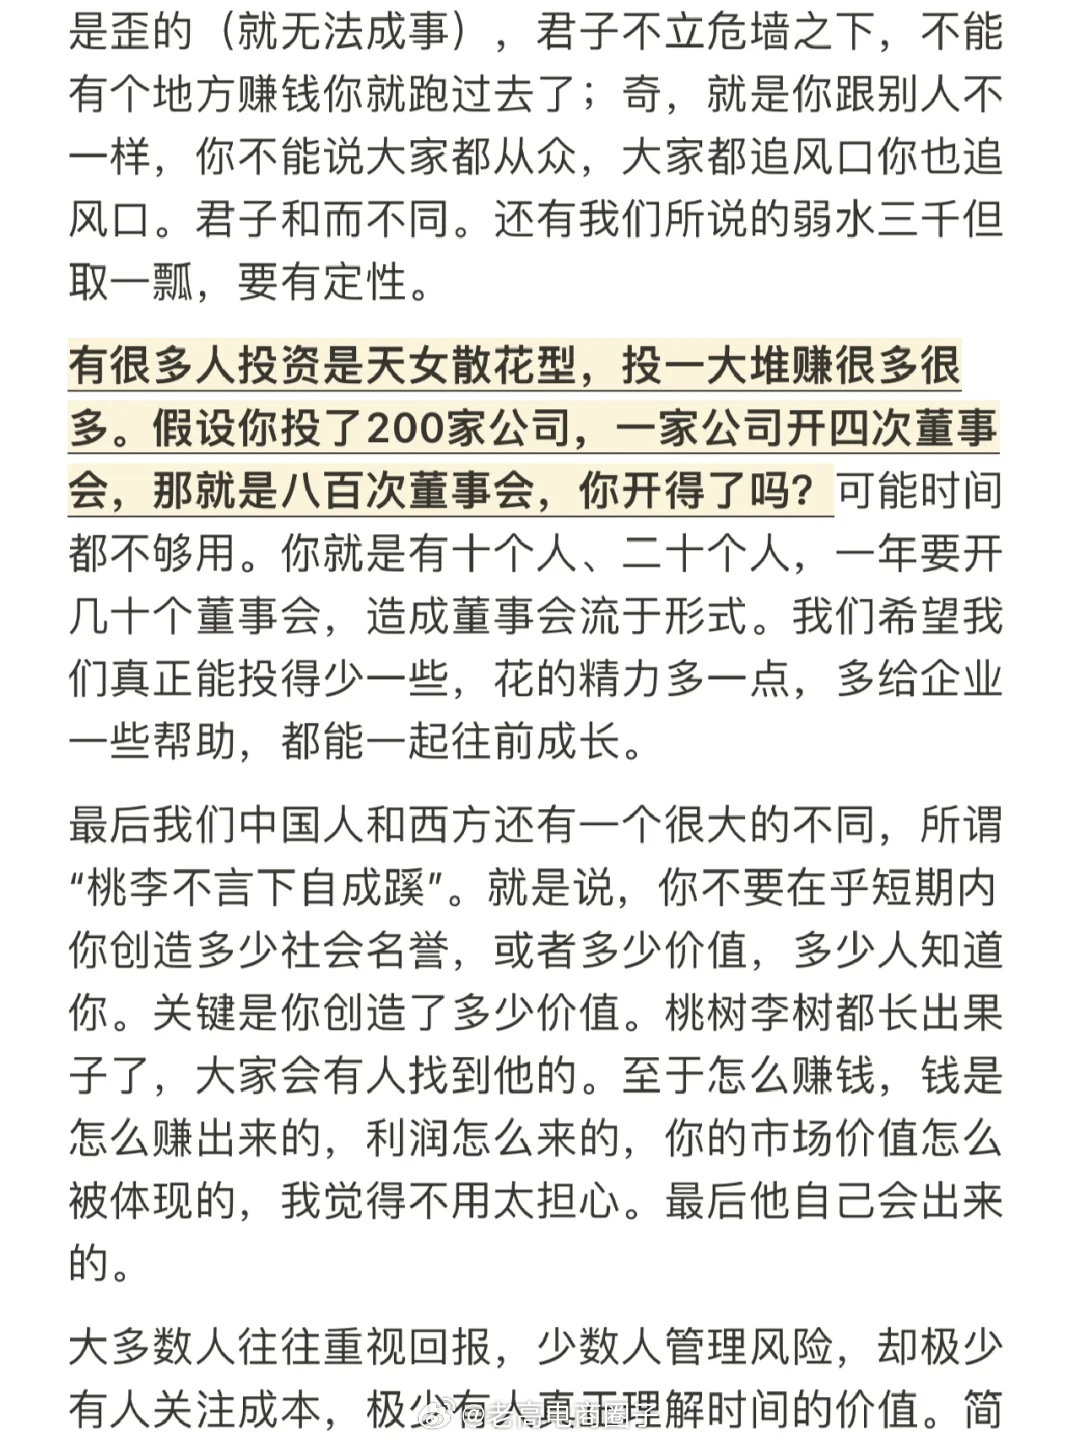 是歪的（就无法成事），君子不立危墙之下，不能
有个地方赚钱你就跑过去了；奇，就是你跟别人不
一样，你不能说大家都从众，大家都追风口你也追
风口。君子和而不同。还有我们所说的弱水三千但
取一瓢，要有定性。
有很多人投资是天女散花型，投一大堆赚很多很
多。假设你投了200家公司，一家公司开四次董事
会，那就是八百次董事会，你开得了吗？可能时间
都不够用。你就是有十个人、二十个人，一年要开
几十个董事会，造成董事会流于形式。我们希望我
们真正能投得少一些，花的精力多一点，多给企业
一些帮助，都能一起往前成长。
最后我们中国人和西方还有一个很大的不同，所谓
“桃李不言下自成蹊”。就是说，你不要在乎短期内
你创造多少社会名誉，或者多少价值，多少人知道
你。关键是你创造了多少价值。桃树李树都长出果
子了，大家会有人找到他的。至于怎么赚钱，钱是
怎么赚出来的，利润怎么来的，你的市场价值怎么
被体现的，我觉得不用太担心。最后他自己会出来
的。
大多数人往往重视回报，少数人管理风险，却极少
有人关注成本，极少有人真正理解时间的价值。简
@老高电商圈子